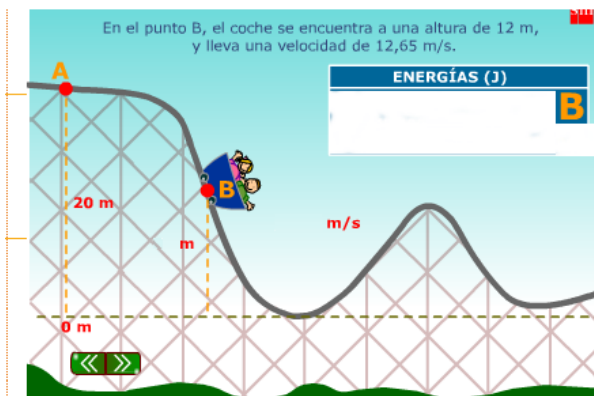 En el punto B, el coche se encuentra a una altura de 12 m,
y lleva una velocidad de 12,65 m/s.
ENERGÍAS (J)
B
A
B
20 m
m
m/s
0 m